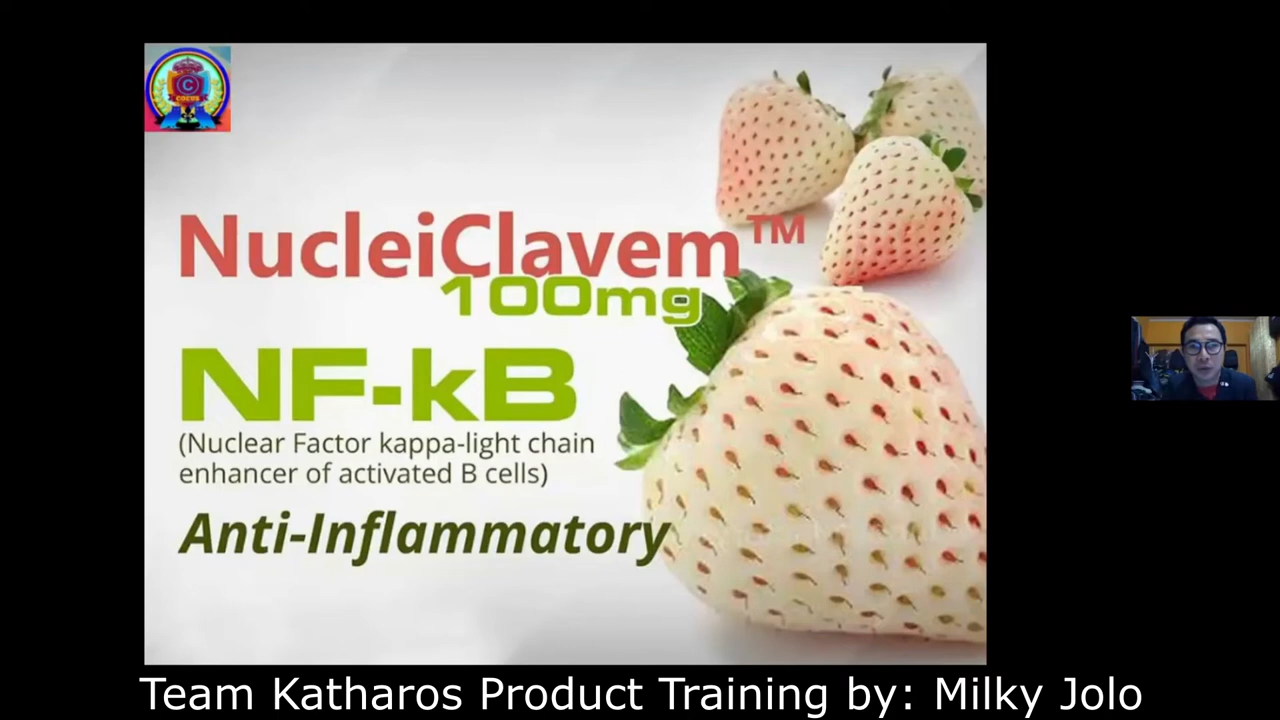 COEUS
NucleiClavem™
100mg
NF-kB
(Nuclear Factor kappa-light chain
enhancer of activated B cells)
Anti-Inflammatory
Team Katharos Product Training by: Milky Jolo